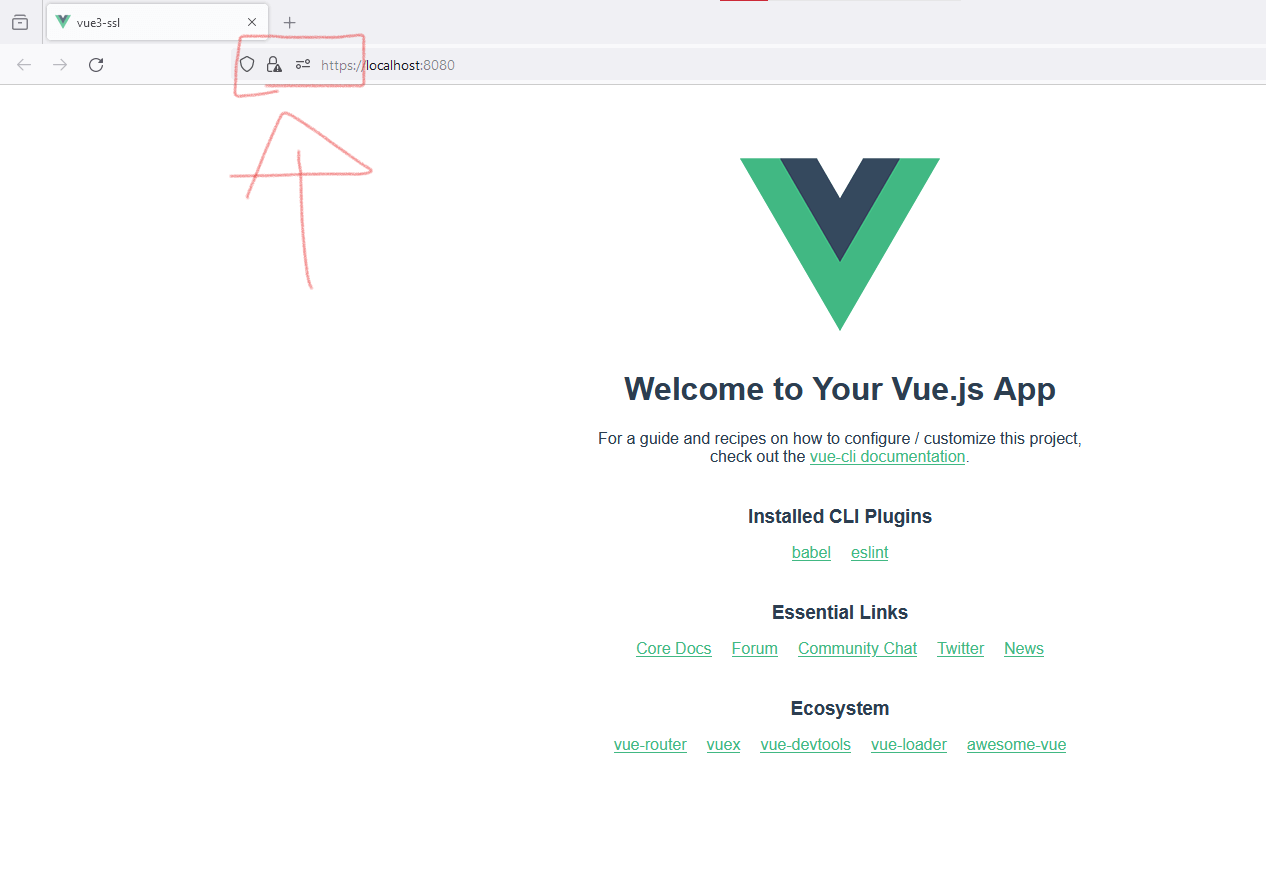 vue3-ssl
https://localhost:8080
Welcome to Your Vue.js App
For a guide and recipes on how to configure / customize this project,
check out the vue-cli documentation.
Installed CLI Plugins
babel eslint
Essential Links
Core Docs Forum Community Chat Twitter News
Ecosystem
vue-router vuex vue-devtools vue-loader awesome-vue